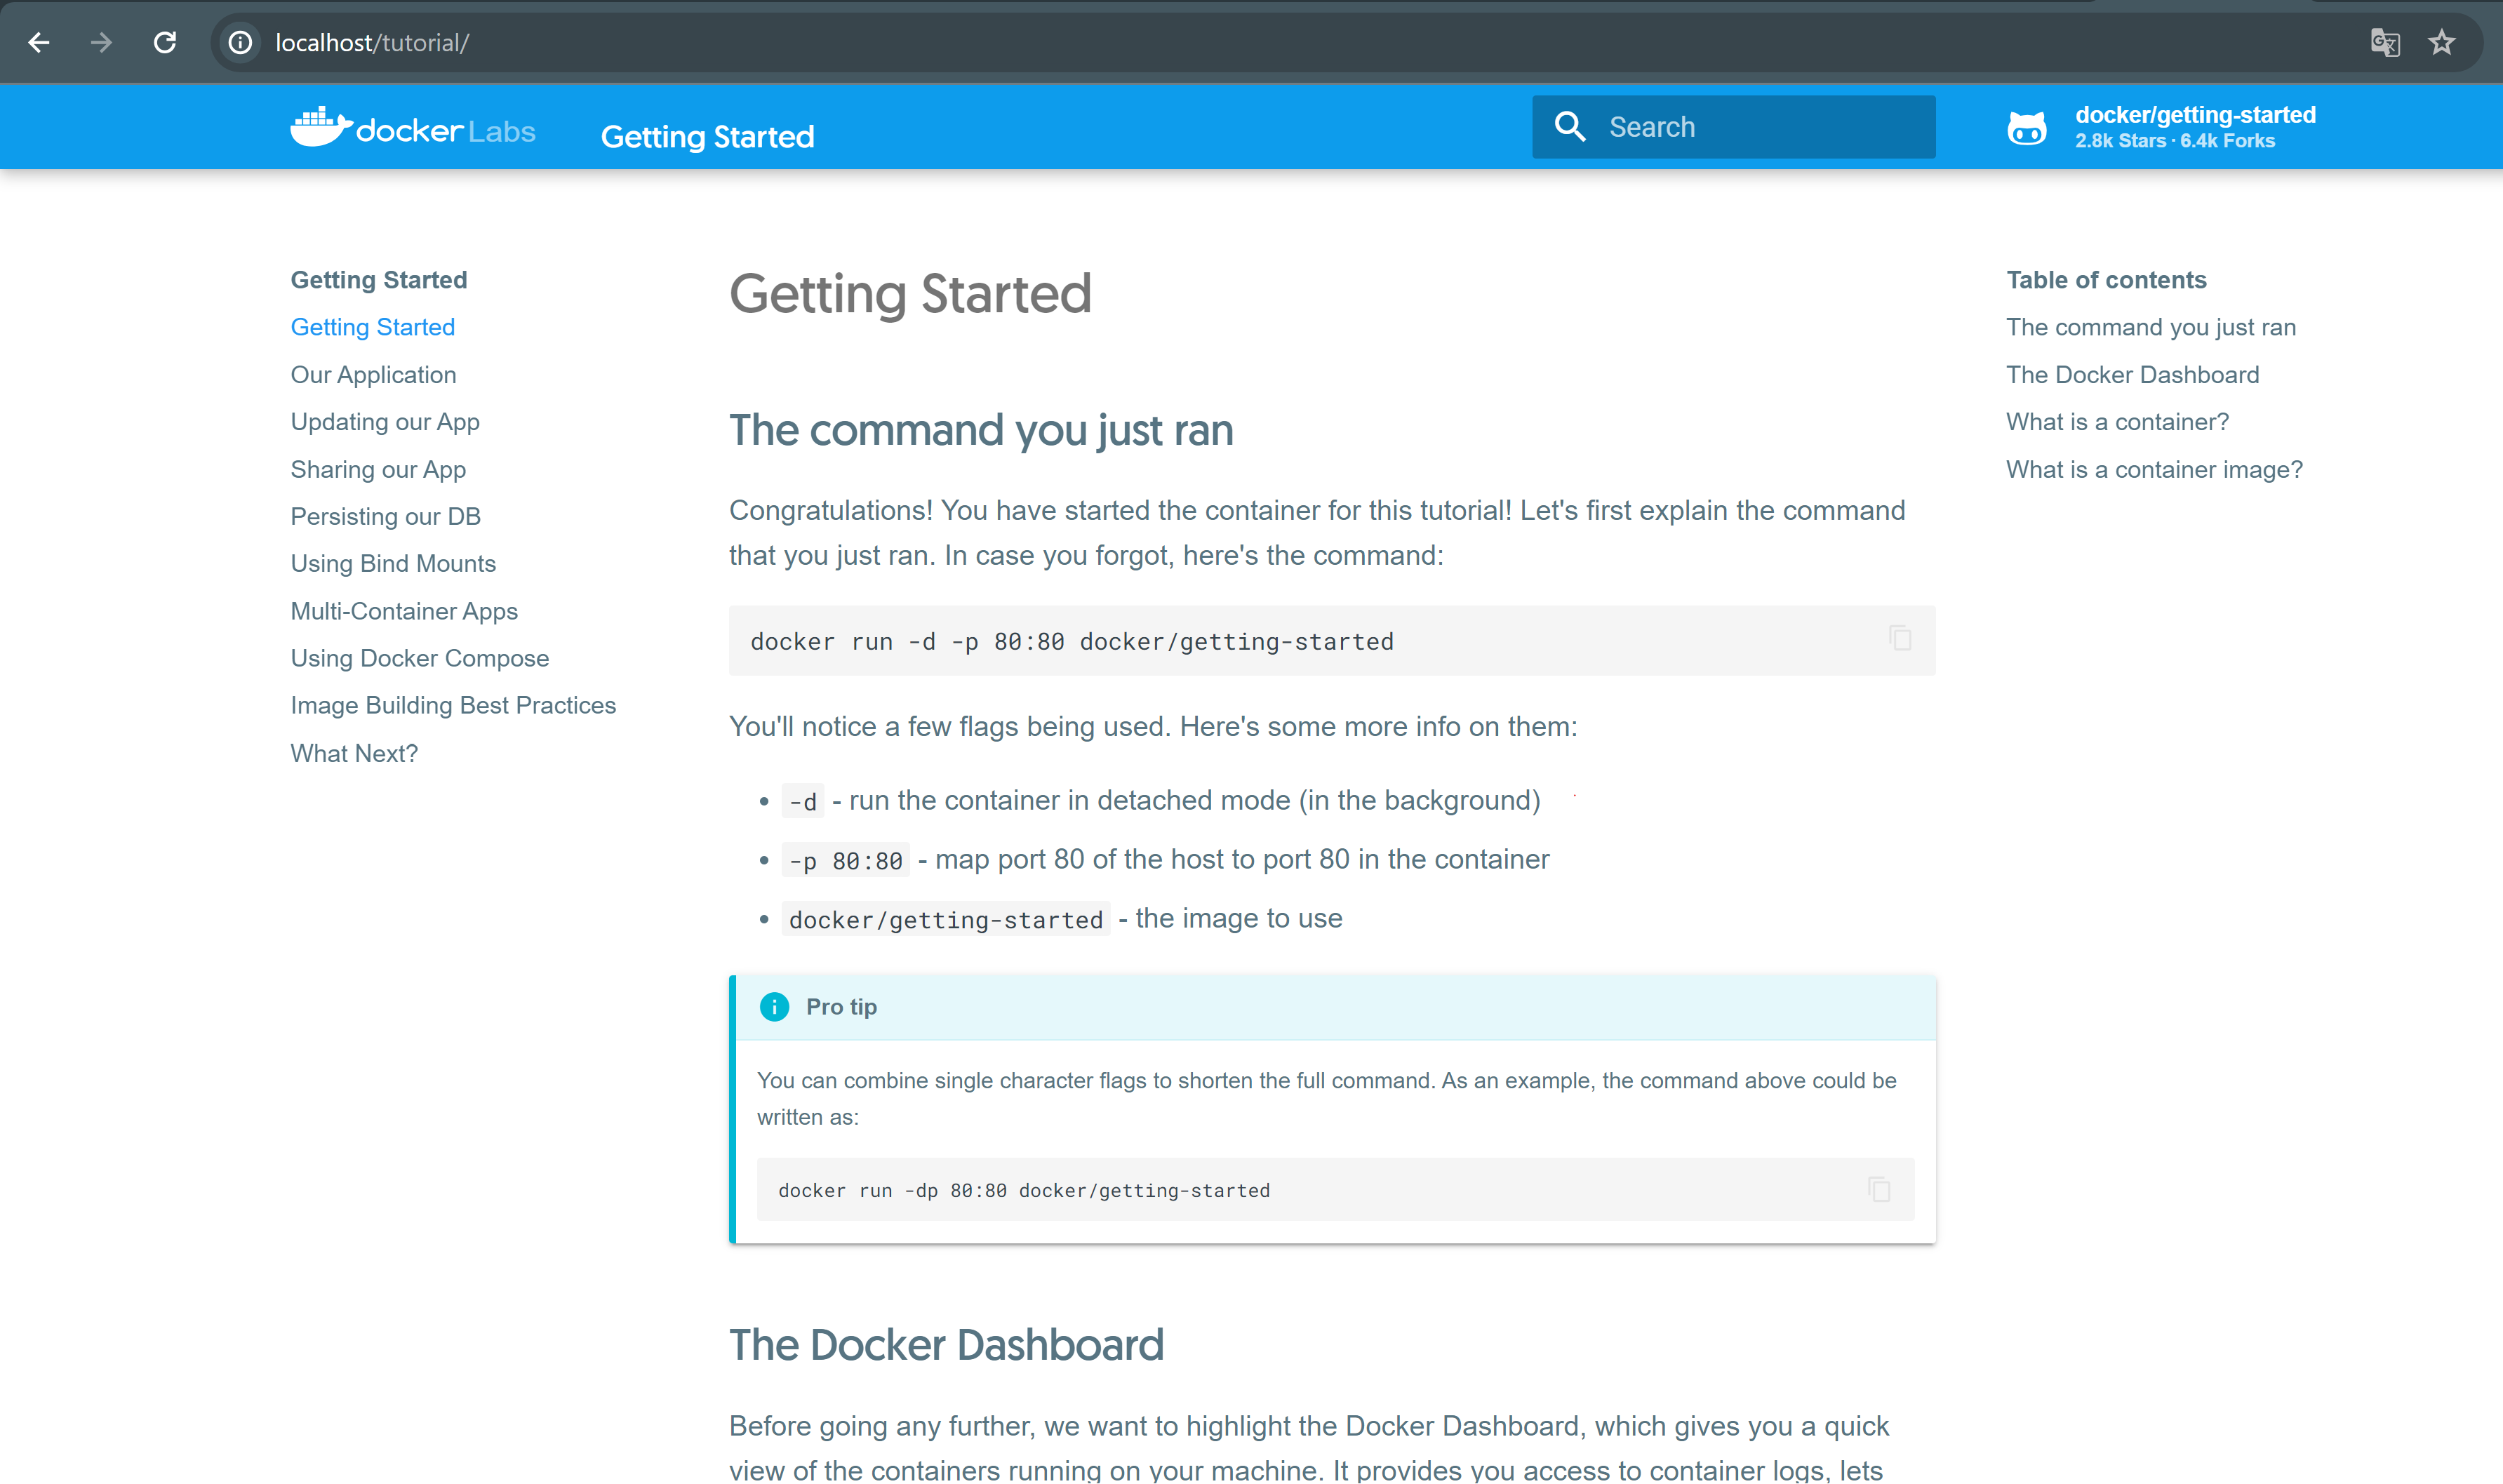 localhost/tutorial/
docker Labs
Getting Started
Search
docker/getting-started
2.8k Stars · 6.4k Forks
Getting Started
Getting Started
Our Application
Updating our App
Sharing our App
Persisting our DB
Using Bind Mounts
Multi-Container Apps
Using Docker Compose
Image Building Best Practices
What Next?
Getting Started
The command you just ran
Congratulations! You have started the container for this tutorial! Let's first explain the command
that you just ran. In case you forgot, here's the command:
docker run -d -p 80:80 docker/getting-started
You'll notice a few flags being used. Here's some more info on them:
• -d - run the container in detached mode (in the background)
• -p 80:80 - map port 80 of the host to port 80 in the container
• docker/getting-started - the image to use
Pro tip
You can combine single character flags to shorten the full command. As an example, the command above could be
written as:
docker run -dp 80:80 docker/getting-started
The Docker Dashboard
Before going any further, we want to highlight the Docker Dashboard, which gives you a quick
view of the containers running on your machine. It provides you access to container logs, lets
Table of contents
The command you just ran
The Docker Dashboard
What is a container?
What is a container image?